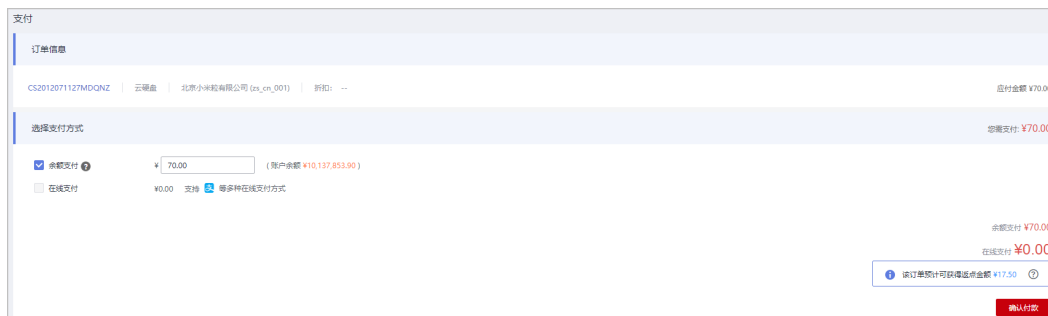 支付
订单信息
CS2012071127MDQNZ 云硬盘 北京小米粒有限公司 (zs_cn_001) 折扣: -- 应付金额 ¥70.00
选择支付方式 您需支付: ¥70.00
余额支付 ? ¥ 70.00 ( 账户余额 ¥10,137,853.90 )
在线支付 ¥0.00 支持 支 等多种在线支付方式
余额支付 ¥70.00
在线支付 ¥0.00
该订单预计可获得返点金额 ¥17.50 ?
确认付款